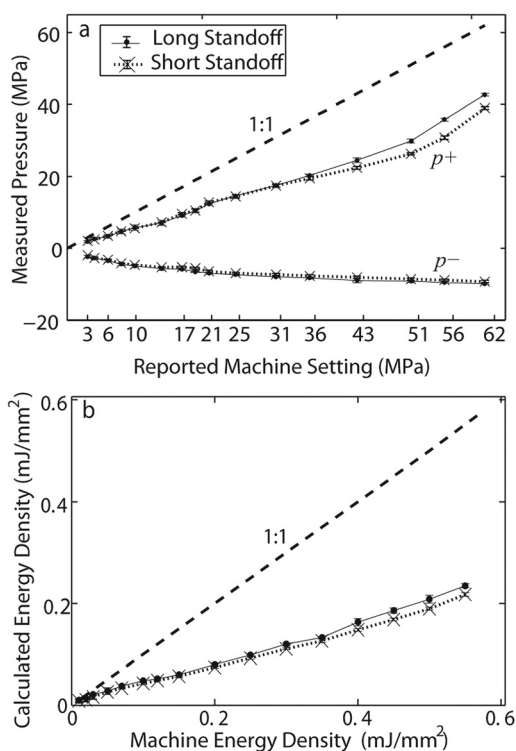 60
a
Long Standoff
Short Standoff
40
1:1
20
p+
0
p−
−20
3 6 10 17 21 25 31 36 43 51 56 62
Measured Pressure (MPa)
Reported Machine Setting (MPa)
0.6
b
0.4
1:1
0.2
0
0.2 0.4 0.6
Calculated Energy Density (mJ/mm²)
Machine Energy Density (mJ/mm²)